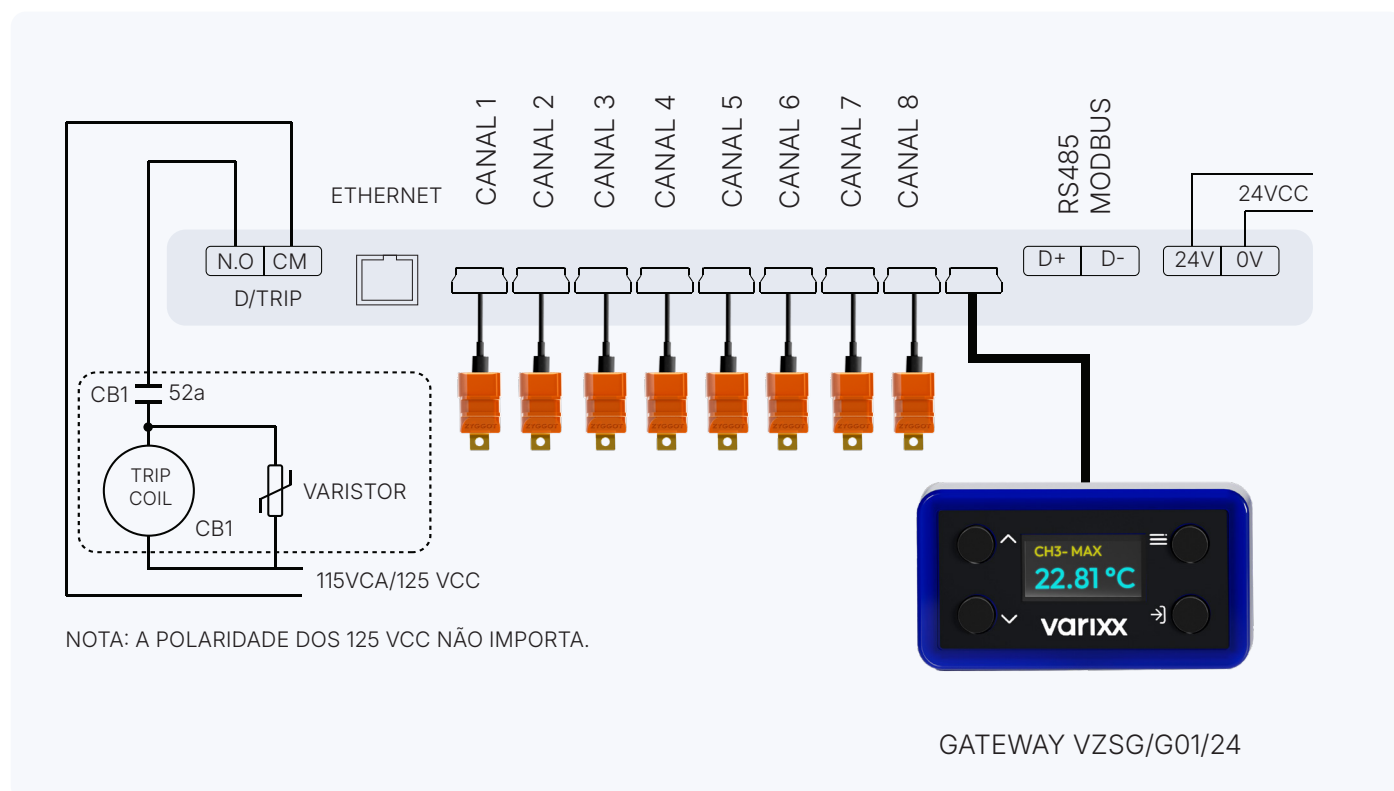 CANAL 1
CANAL 2
CANAL 3
CANAL 4
CANAL 5
CANAL 6
CANAL 7
CANAL 8
RS485
MODBUS
ETHERNET
24VCC
N.O
CM
D/TRIP
D+
D-
24V
0V
CB1
52a
TRIP
COIL
CB1
VARISTOR
115VCA/125 VCC
NOTA: A POLARIDADE DOS 125 VCC NÃO IMPORTA.
CH3- MAX
22.81 °C
varixx
GATEWAY VZSG/G01/24